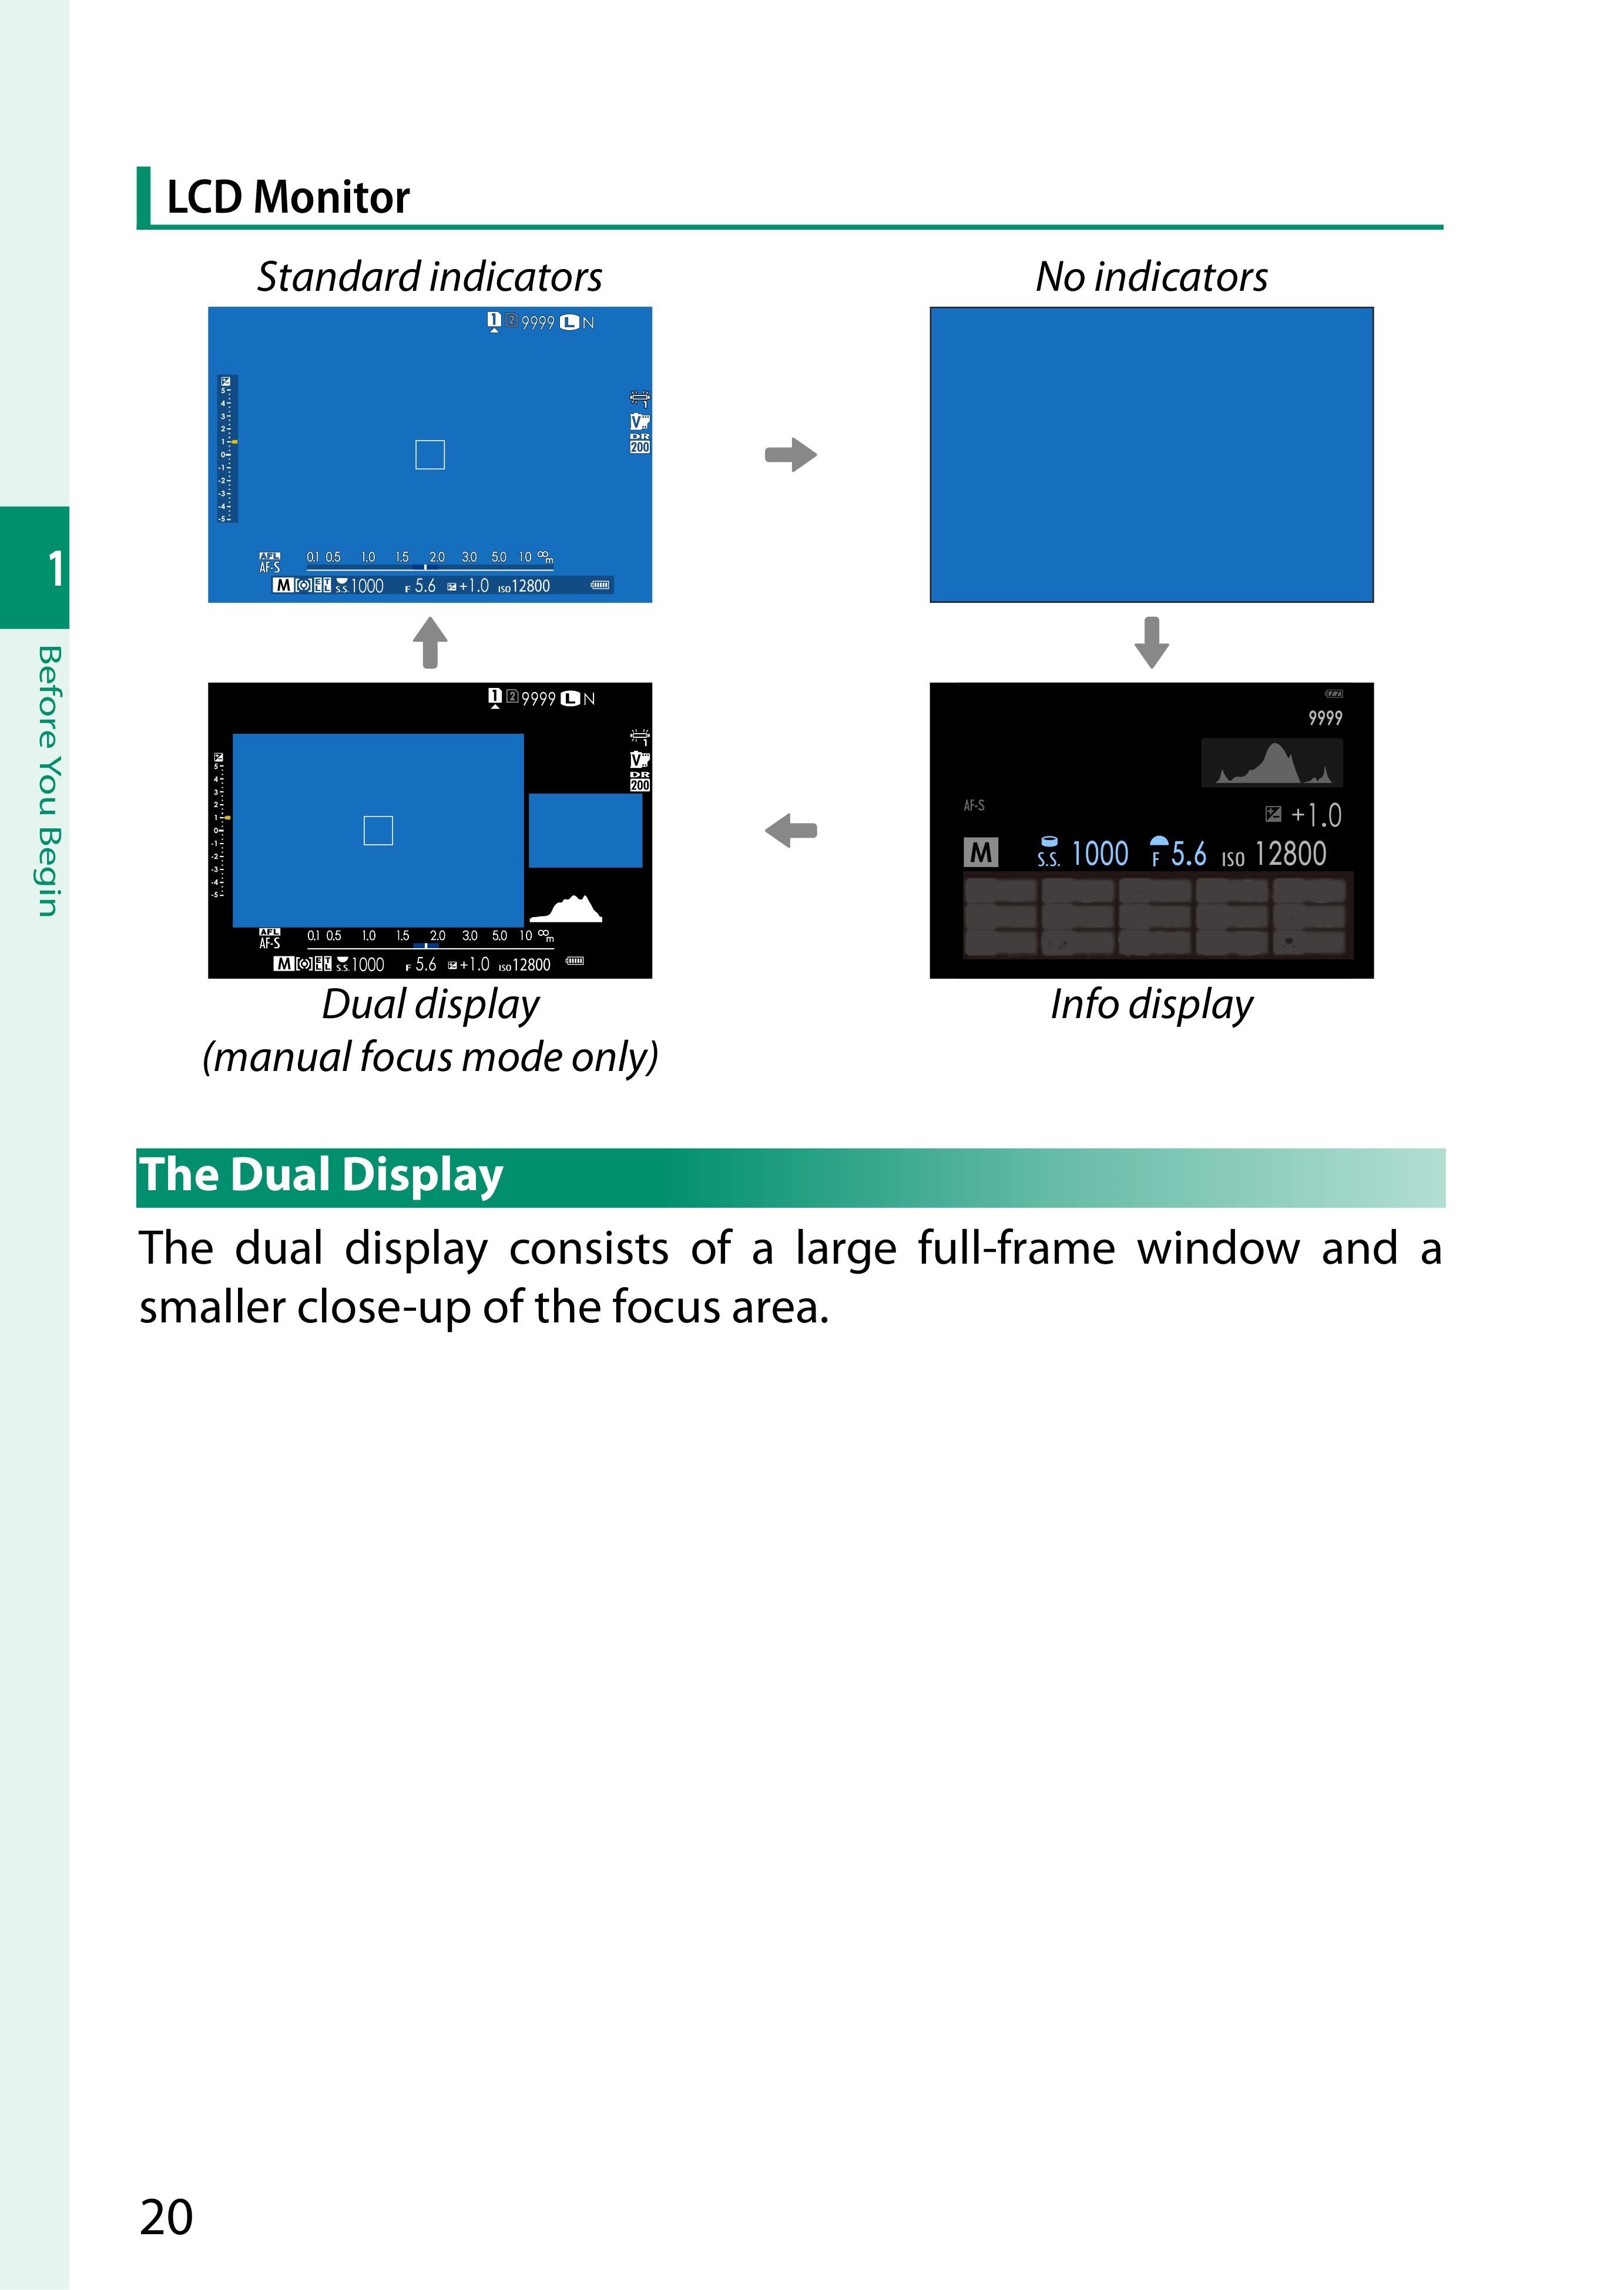 LCD Monitor
Standard indicators
1 2 9999 L N
5
4
3
2
1
0
-1
-2
-3
-4
-5
1
V
DR
200
AFL
AF-S
0.1 0.5 1.0 1.5 2.0 3.0 5.0 10 ∞ m
M S.S. 1000 F 5.6 +1.0 ISO 12800
No indicators
1 2 9999 L N
5
4
3
2
1
0
-1
-2
-3
-4
-5
1
V
DR
200
AFL
AF-S
0.1 0.5 1.0 1.5 2.0 3.0 5.0 10 ∞ m
M S.S. 1000 F 5.6 +1.0 ISO 12800
Dual display
(manual focus mode only)
9999
AF-S
+1.0
M S.S. 1000 F 5.6 ISO 12800
Info display
1
Before You Begin
The Dual Display
The dual display consists of a large full-frame window and a
smaller close-up of the focus area.
20